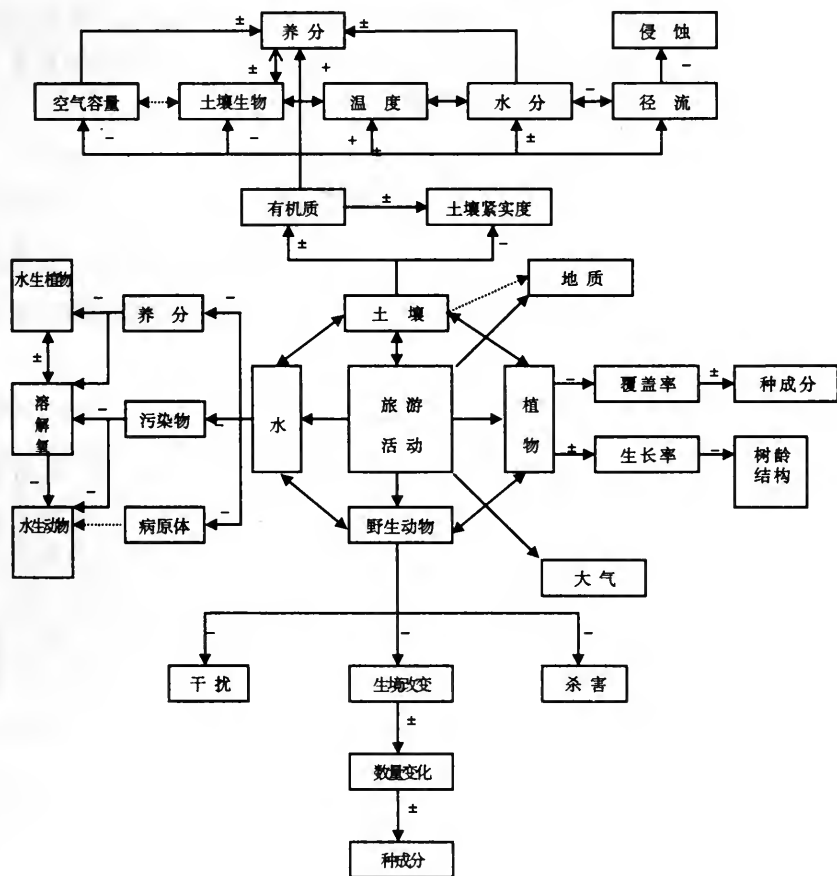 ± 养分 ± 侵蚀
± + −
空气容量 土壤生物 温度 水分 − 径流
− − + ± ±
有机质 ± 土壤紧实度
± −
水生植物 地质
− 养分 − 土壤
± 植物 − 覆盖率 ± 种成分
溶解氧 − 污染物 − 水 旅游活动
± 生长率 − 树龄结构
− −
水生动物 病原体 − 野生动物
大气
− − −
干扰 生境改变 杀害
±
数量变化
±
种成分